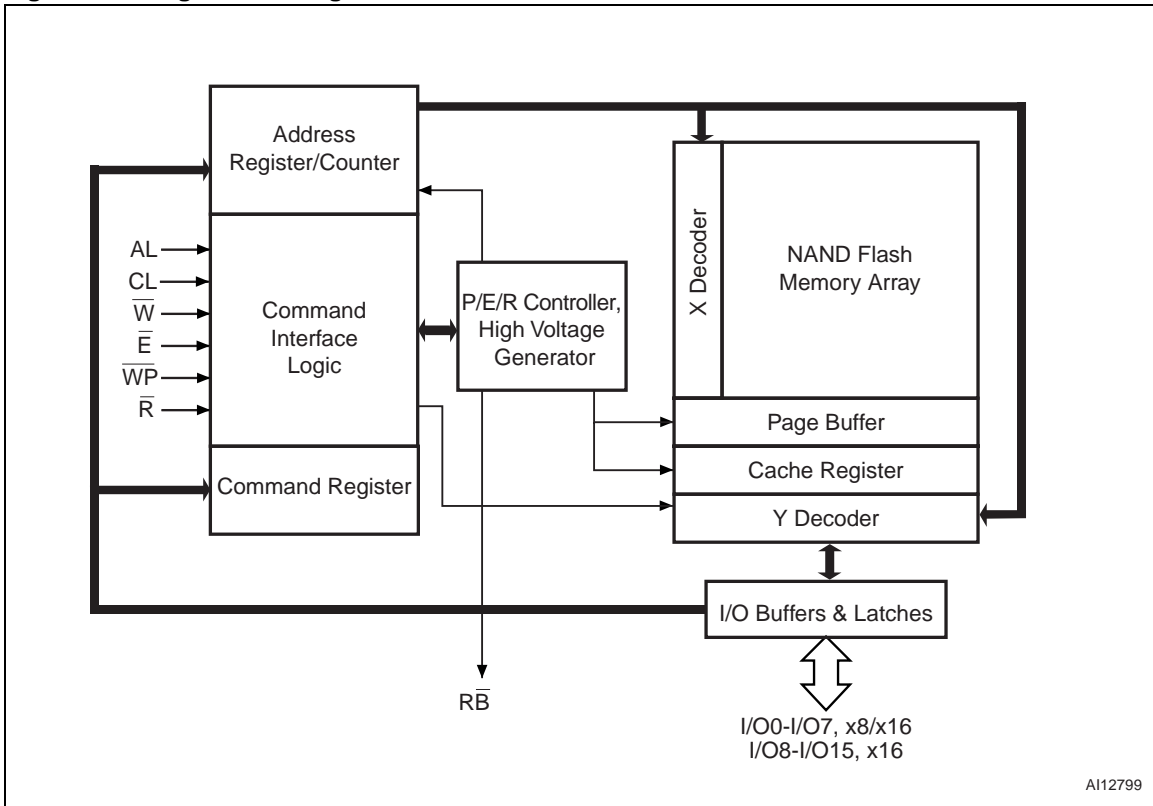 Address
Register/Counter
AL
CL
W̅
E̅
W̅P̅
R̅
Command
Interface
Logic
Command Register
P/E/R Controller,
High Voltage
Generator
X Decoder
NAND Flash
Memory Array
Page Buffer
Cache Register
Y Decoder
I/O Buffers & Latches
RB̅
I/O0-I/O7, x8/x16
I/O8-I/O15, x16
AI12799